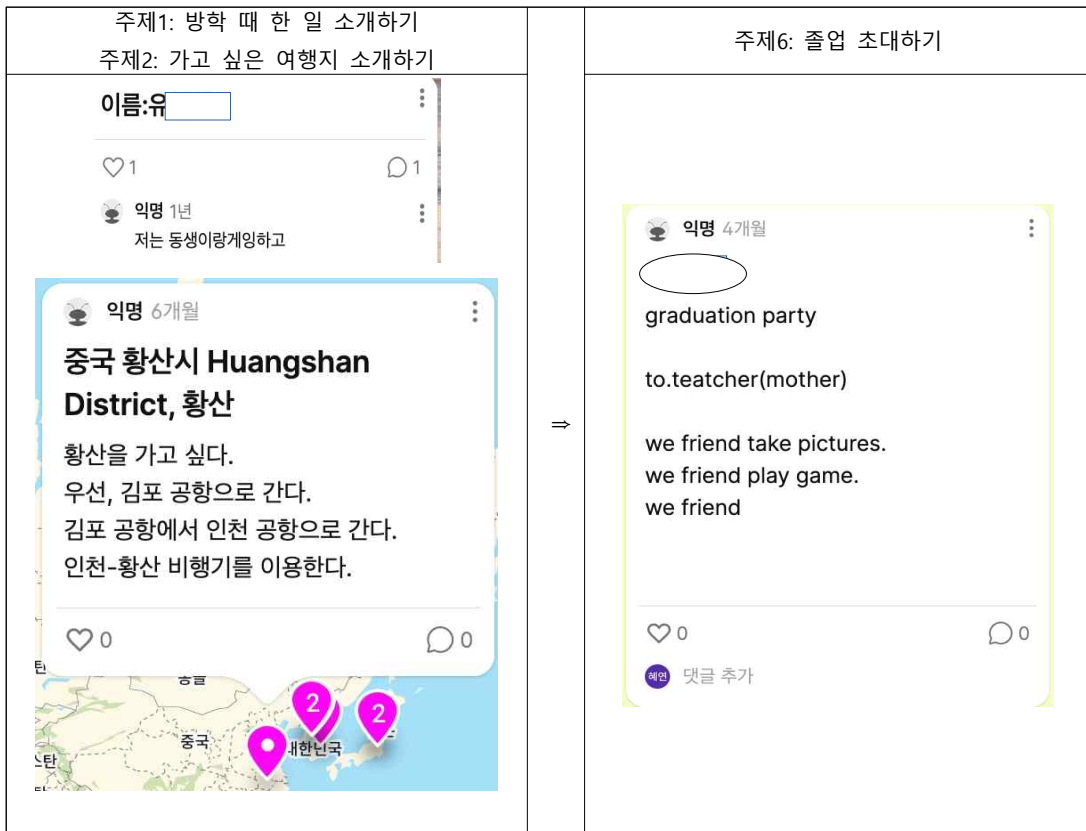 주제1: 방학 때 한 일 소개하기
주제2: 가고 싶은 여행지 소개하기
이름:유
1
1
익명 1년
저는 동생이랑게잉하고
익명 6개월
중국 황산시 Huangshan
District, 황산
황산을 가고 싶다.
우선, 김포 공항으로 간다.
김포 공항에서 인천 공항으로 간다.
인천-황산 비행기를 이용한다.
0
0
몽골
2
2
중국
대한민국
스탄
⇒
주제6: 졸업 초대하기
익명 4개월
graduation party
to.teatcher(mother)
we friend take pictures.
we friend play game.
we friend
0
0
혜연 댓글 추가